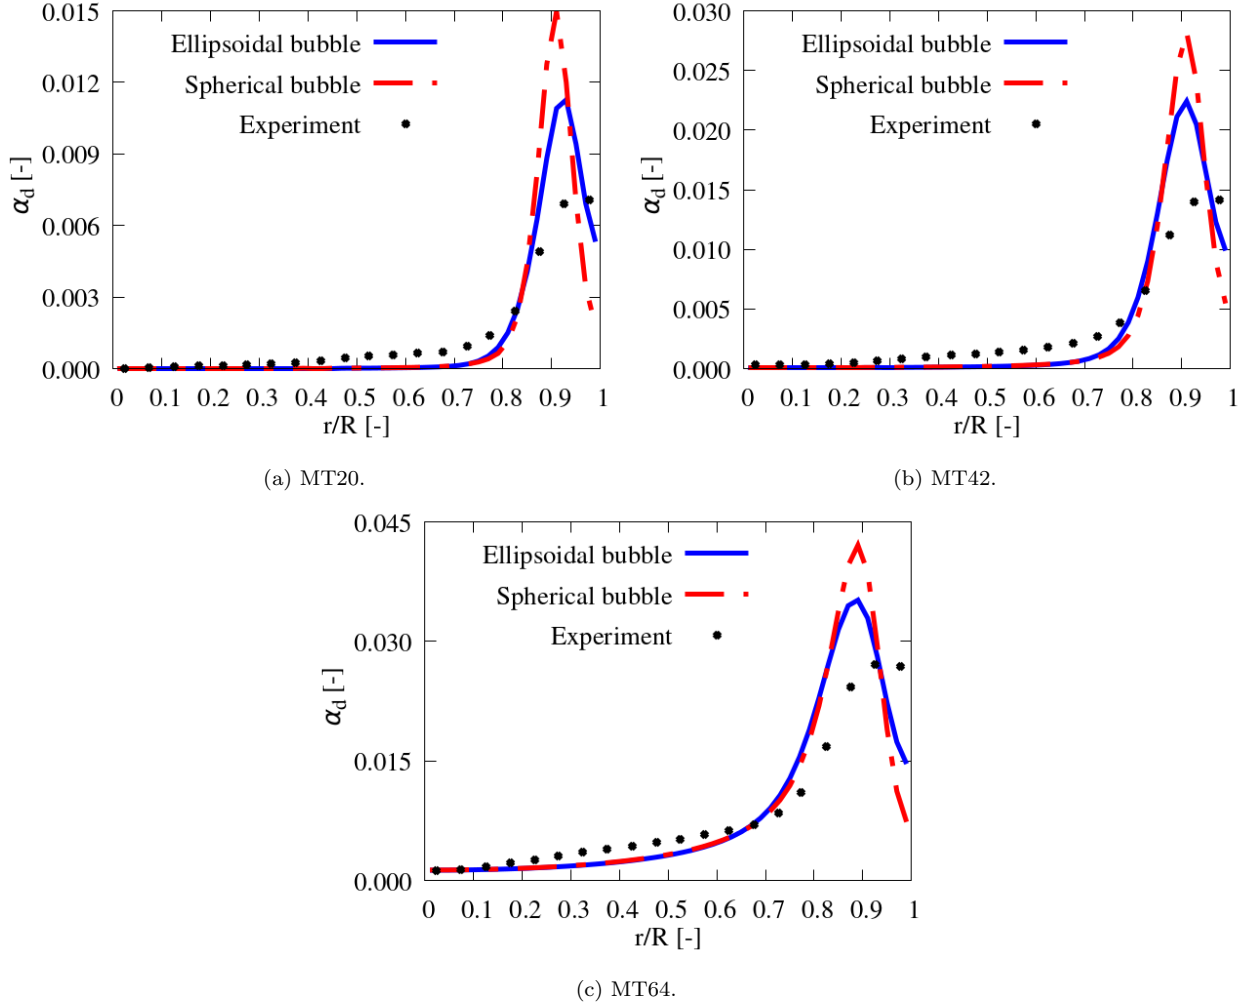 0.015
0.012
0.009
0.006
0.003
0.000
α_d [-]
Ellipsoidal bubble
Spherical bubble
Experiment
0 0.1 0.2 0.3 0.4 0.5 0.6 0.7 0.8 0.9 1
r/R [-]
(a) MT20.
0.030
0.025
0.020
0.015
0.010
0.005
0.000
α_d [-]
Ellipsoidal bubble
Spherical bubble
Experiment
0 0.1 0.2 0.3 0.4 0.5 0.6 0.7 0.8 0.9 1
r/R [-]
(b) MT42.
0.045
0.030
0.015
0.000
α_d [-]
Ellipsoidal bubble
Spherical bubble
Experiment
0 0.1 0.2 0.3 0.4 0.5 0.6 0.7 0.8 0.9 1
r/R [-]
(c) MT64.